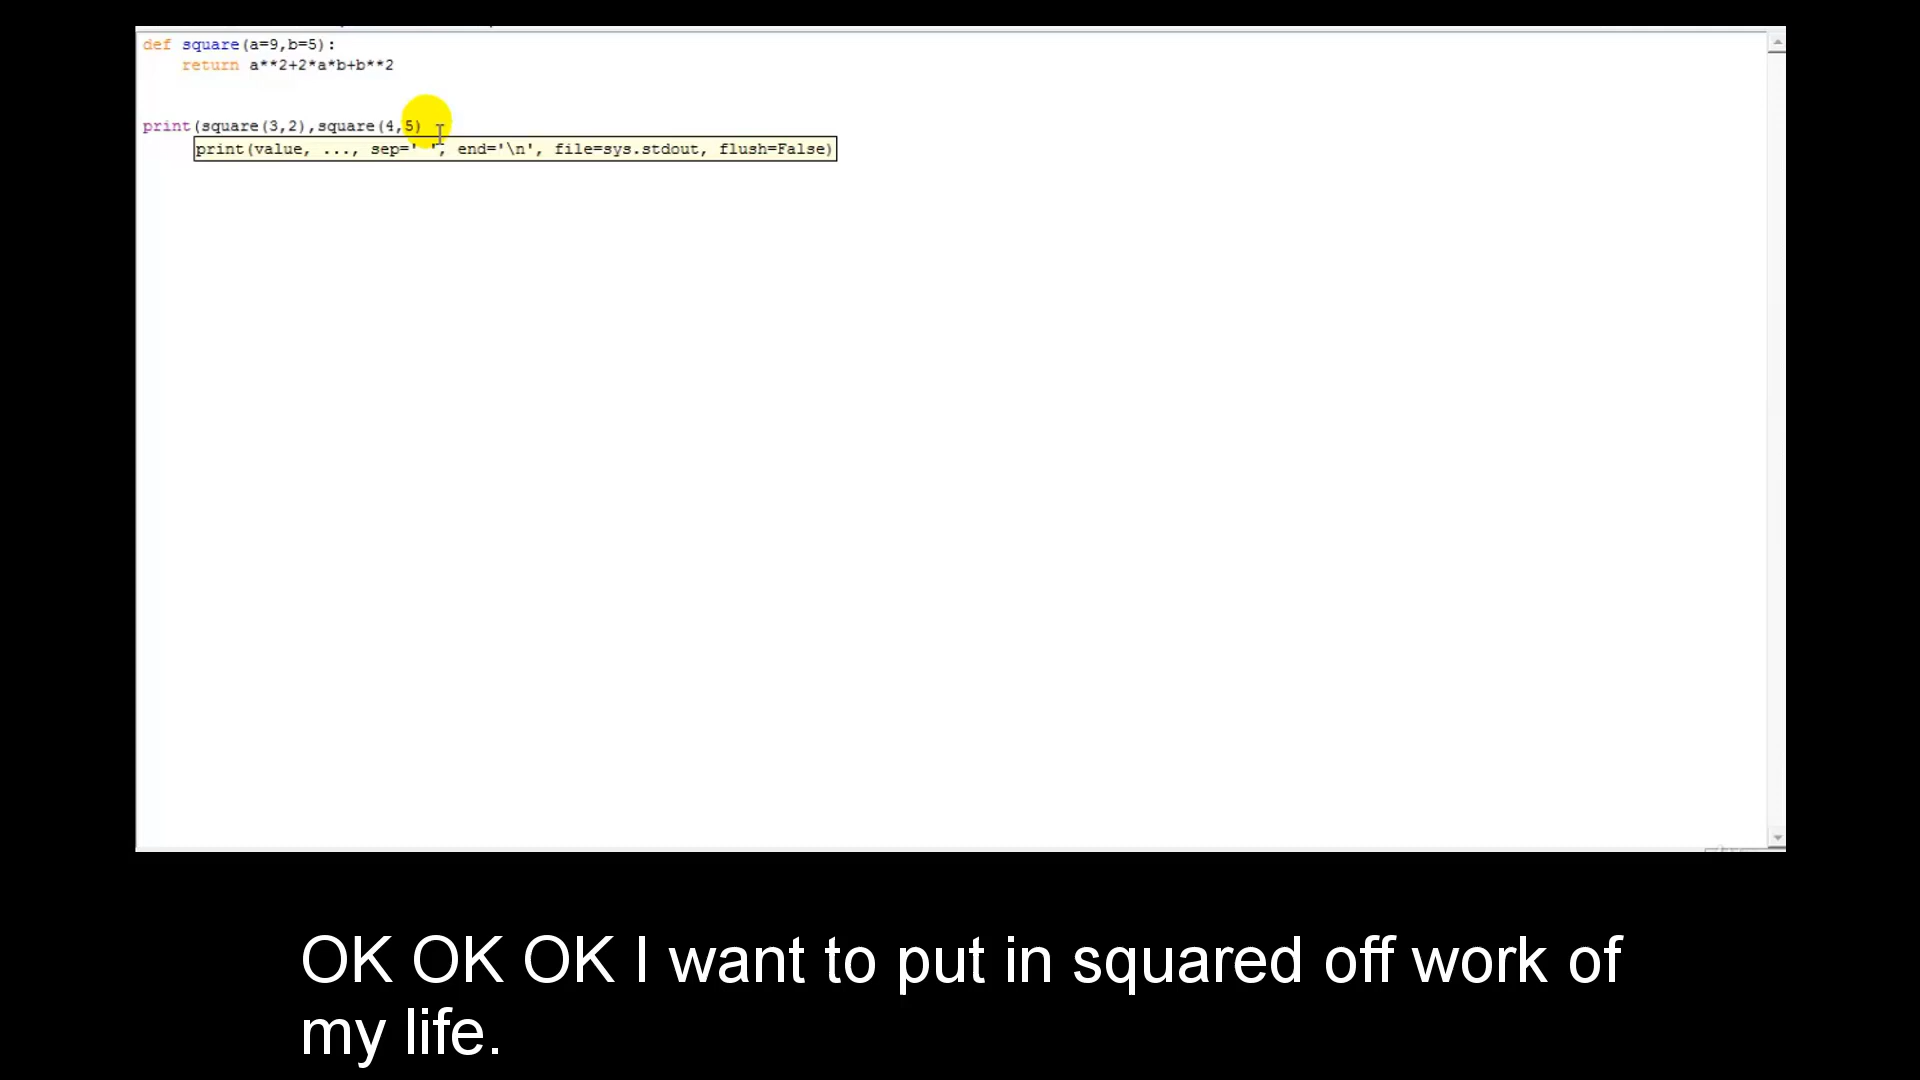 def square(a=9,b=5):
    return a**2+2*a*b+b**2
print(square(3,2),square(4,5)
print(value, ..., sep=' ', end='\n', file=sys.stdout, flush=False)
OK OK OK I want to put in squared off work of
my life.